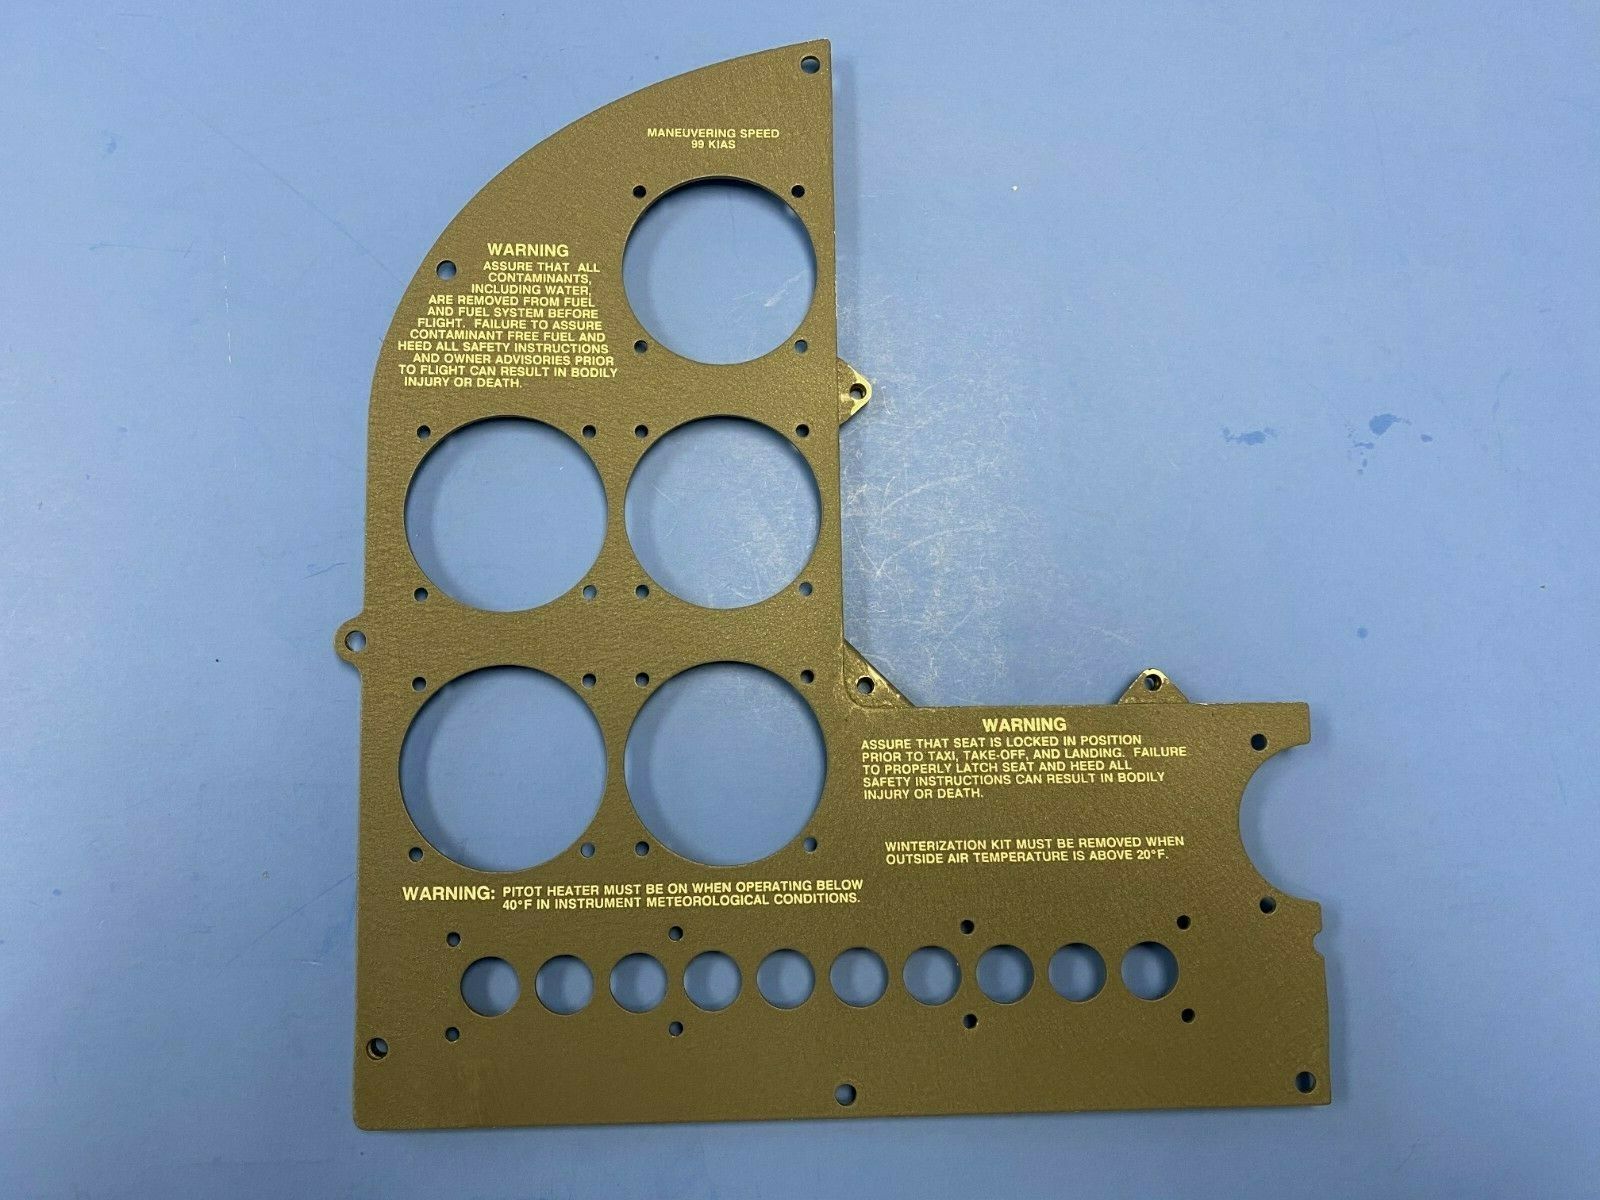 MANEUVERING SPEED
99 KIAS
WARNING
ASSURE THAT ALL
CONTAMINANTS,
INCLUDING WATER,
ARE REMOVED FROM FUEL
AND FUEL SYSTEM BEFORE
FLIGHT. FAILURE TO ASSURE
CONTAMINANT FREE FUEL AND
HEED ALL SAFETY INSTRUCTIONS
AND OWNER ADVISORIES PRIOR
TO FLIGHT CAN RESULT IN BODILY
INJURY OR DEATH.
WARNING
ASSURE THAT SEAT IS LOCKED IN POSITION
PRIOR TO TAXI, TAKE-OFF, AND LANDING. FAILURE
TO PROPERLY LATCH SEAT AND HEED ALL
SAFETY INSTRUCTIONS CAN RESULT IN BODILY
INJURY OR DEATH.
WINTERIZATION KIT MUST BE REMOVED WHEN
OUTSIDE AIR TEMPERATURE IS ABOVE 20°F.
WARNING: PITOT HEATER MUST BE ON WHEN OPERATING BELOW
40°F IN INSTRUMENT METEOROLOGICAL CONDITIONS.